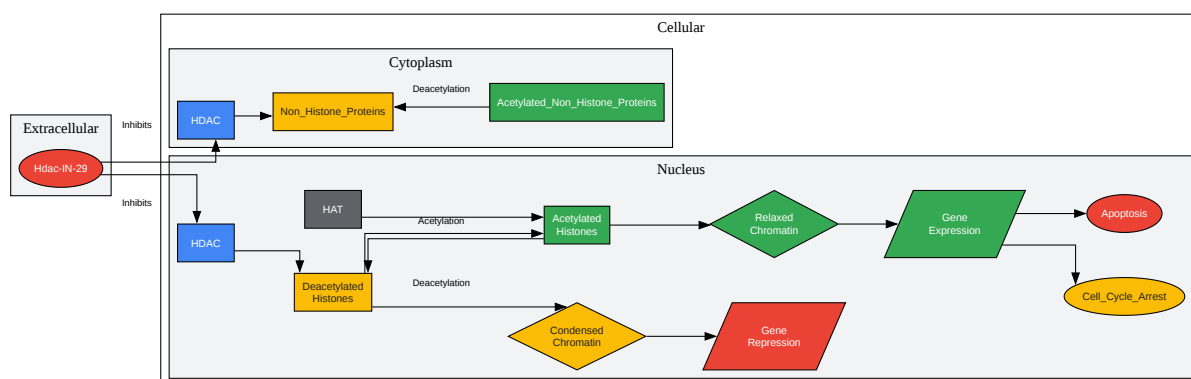 Cellular
Cytoplasm
Deacetylation
Acetylated_Non_Histone_Proteins
Non_Histone_Proteins
HDAC
Inhibits
Extracellular
Hdac-IN-29
Inhibits
Nucleus
HAT
Acetylation
Acetylated
Histones
Relaxed
Chromatin
Gene
Expression
Apoptosis
HDAC
Deacetylated
Histones
Deacetylation
Cell_Cycle_Arrest
Condensed
Chromatin
Gene
Repression